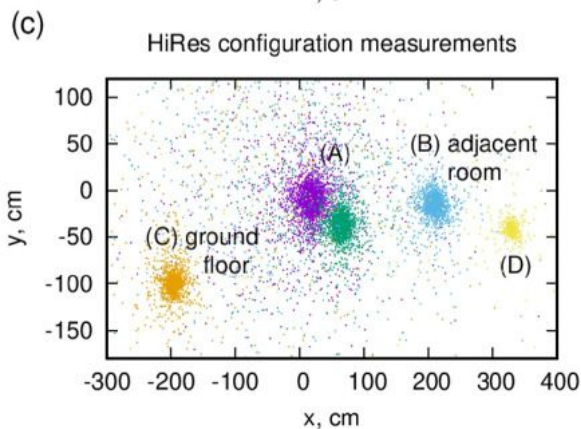 (c)
HiRes configuration measurements
100
50
0
-50
-100
-150
y, cm
(A)
(B) adjacent
room
(C) ground
floor
(D)
-300 -200 -100 0 100 200 300 400
x, cm